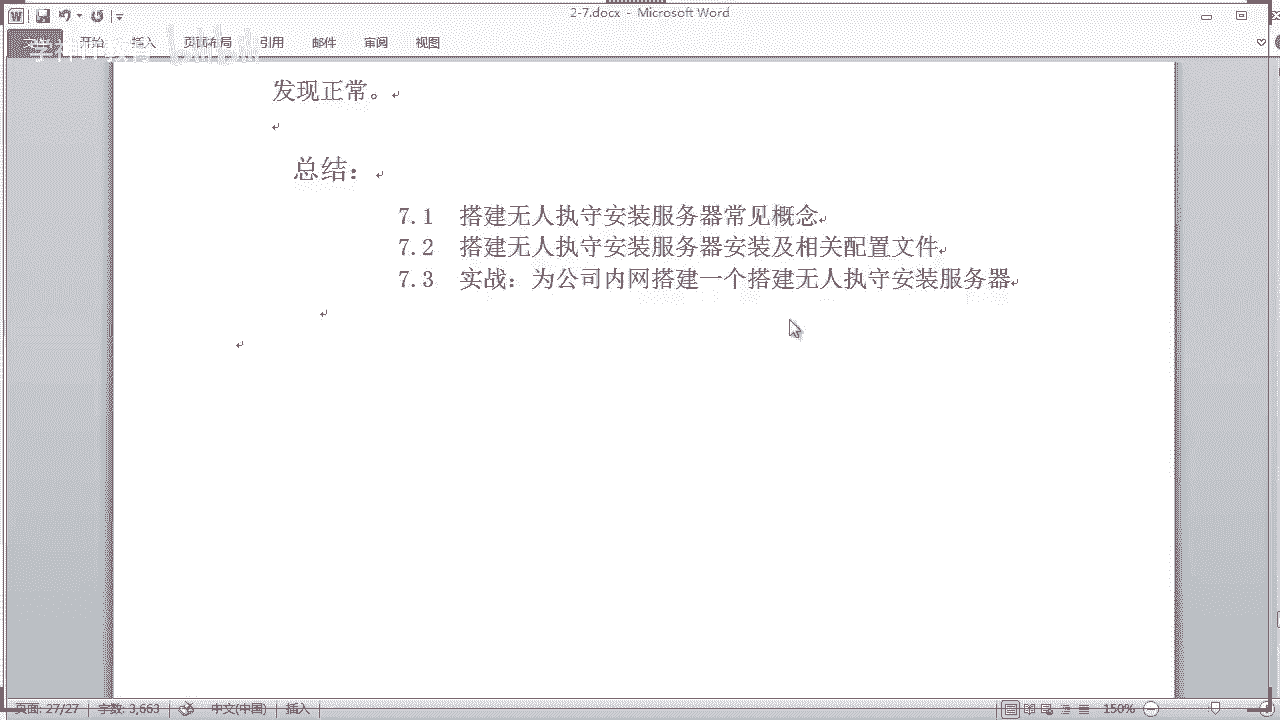 2-7.docx - Microsoft Word
开始 插入 页面布局 引用 邮件 审阅 视图
发现正常。
总结：
7.1 搭建无人执守安装服务器常见概念
7.2 搭建无人执守安装服务器安装及相关配置文件
7.3 实战：为公司内网搭建一个搭建无人执守安装服务器
页面: 27/27 字数: 3,663 中文(中国) 插入 150%